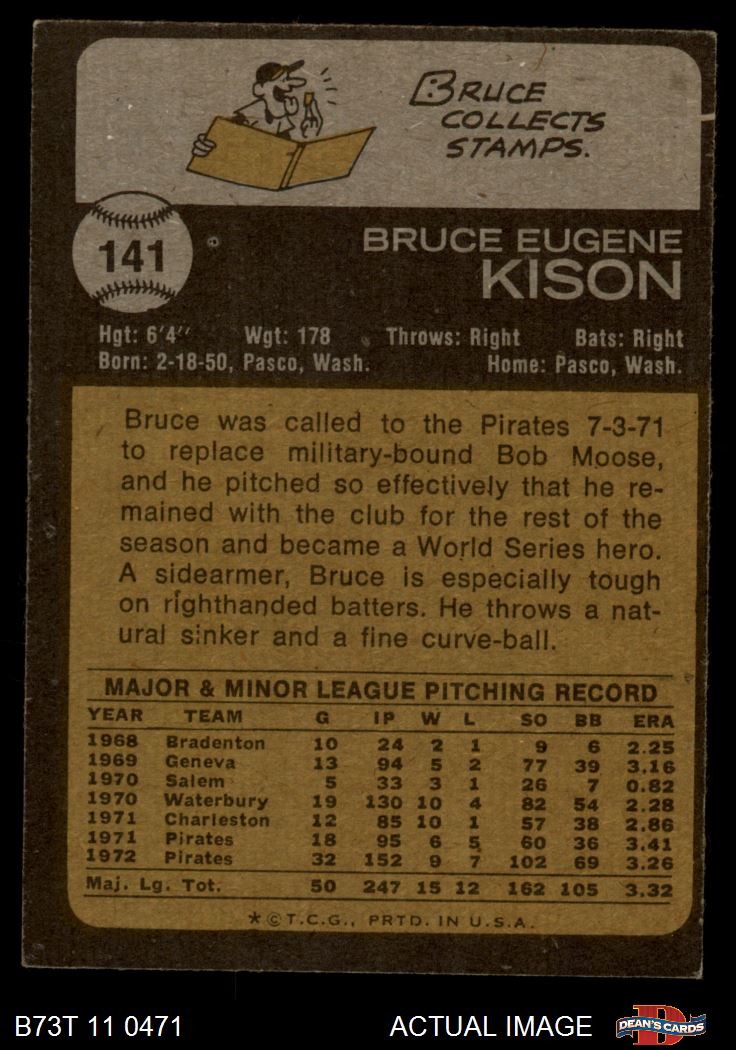 BRUCE
COLLECTS
STAMPS.
141
BRUCE EUGENE
KISON
Hgt: 6'4" Wgt: 178 Throws: Right Bats: Right
Born: 2-18-50, Pasco, Wash. Home: Pasco, Wash.
Bruce was called to the Pirates 7-3-71
to replace military-bound Bob Moose,
and he pitched so effectively that he re-
mained with the club for the rest of the
season and became a World Series hero.
A sidearmer, Bruce is especially tough
on righthanded batters. He throws a nat-
ural sinker and a fine curve-ball.
MAJOR & MINOR LEAGUE PITCHING RECORD
YEAR TEAM G IP W L SO BB ERA
1968 Bradenton 10 24 2 1 9 6 2.25
1969 Geneva 13 94 5 2 77 39 3.16
1970 Salem 5 33 3 1 26 7 0.82
1970 Waterbury 19 130 10 4 82 54 2.28
1971 Charleston 12 85 10 1 57 38 2.86
1971 Pirates 18 95 6 5 60 36 3.41
1972 Pirates 32 152 9 7 102 69 3.26
Maj. Lg. Tot. 50 247 15 12 162 105 3.32
*©T.C.G., PRTD. IN U.S.A.
B73T 11 0471 ACTUAL IMAGE D DEAN'S CARDS